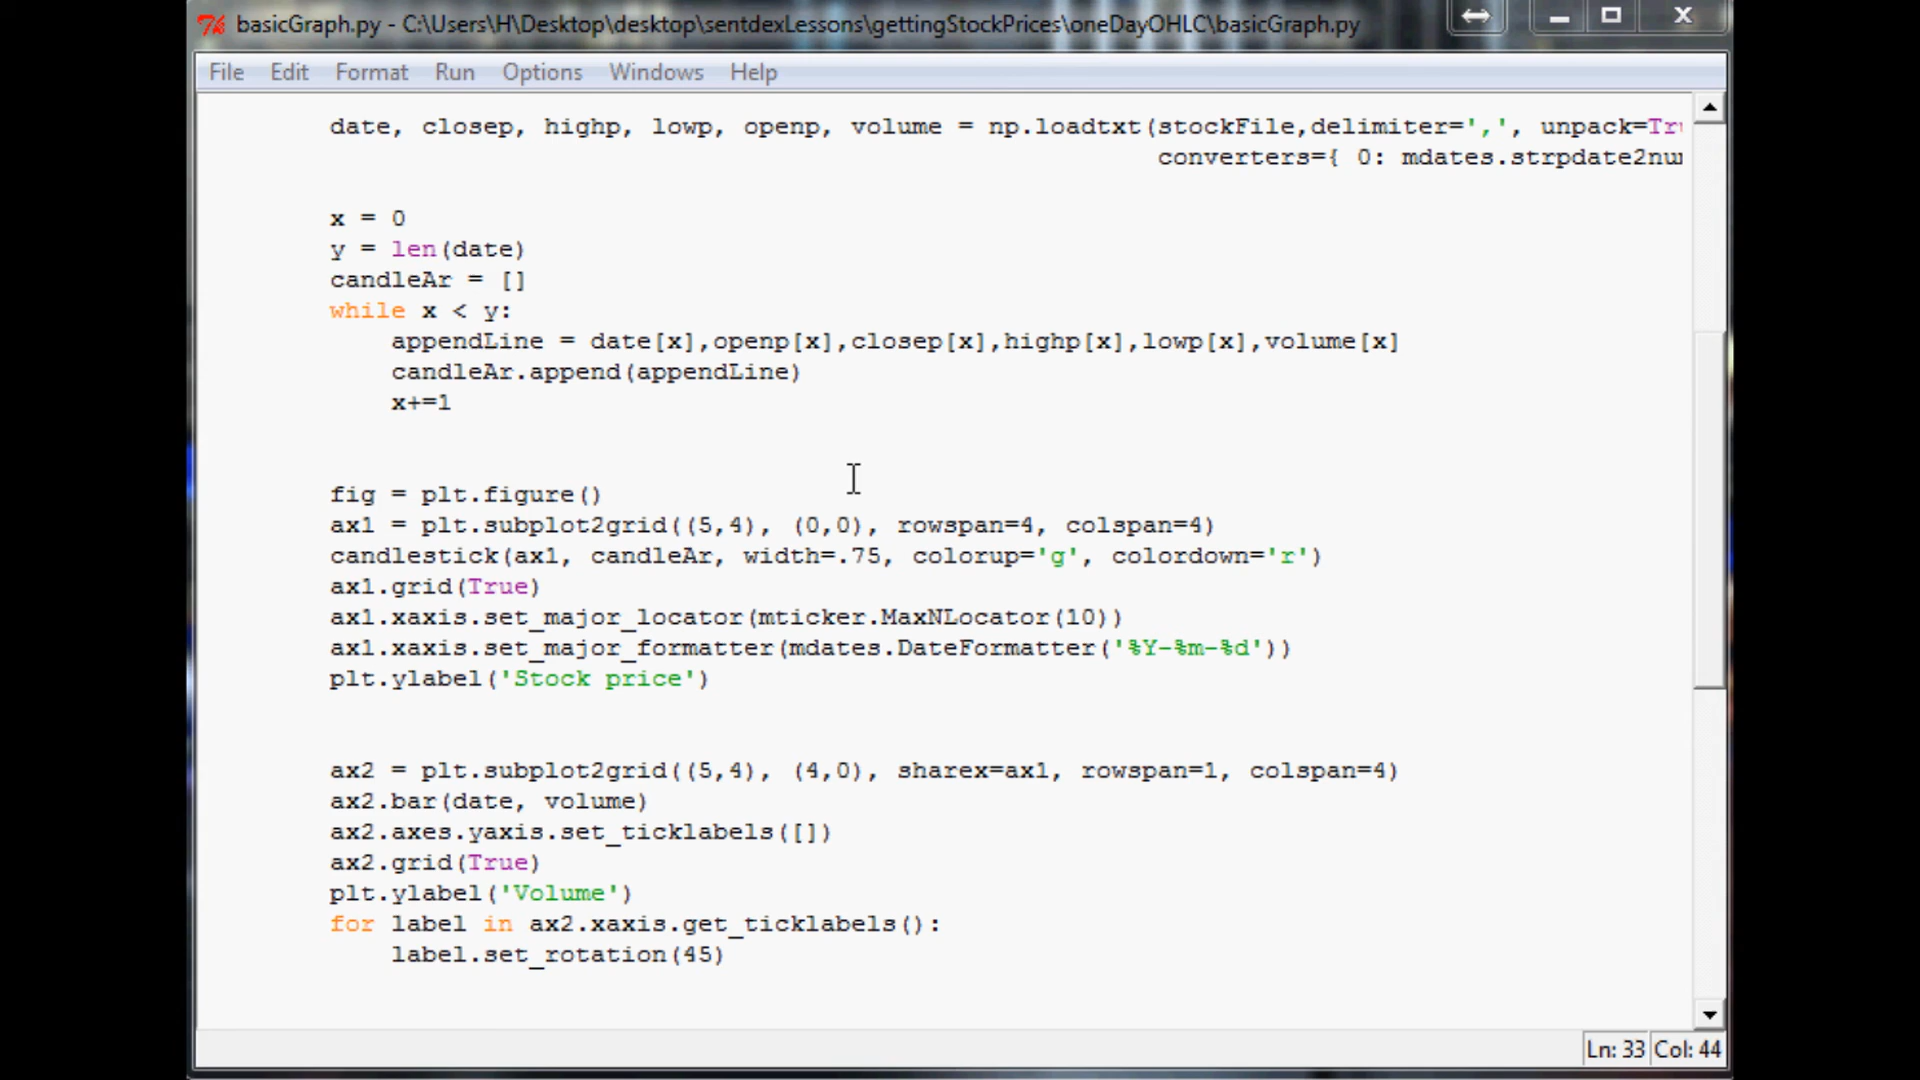 basicGraph.py - C:\Users\H\Desktop\desktop\sentdexLessons\gettingStockPrices\oneDayOHLC\basicGraph.py
File Edit Format Run Options Windows Help
date, closep, highp, lowp, openp, volume = np.loadtxt(stockFile,delimiter=',', unpack=Tr
converters={ 0: mdates.strpdate2num
x = 0
y = len(date)
candleAr = []
while x < y:
appendLine = date[x],openp[x],closep[x],highp[x],lowp[x],volume[x]
candleAr.append(appendLine)
x+=1
fig = plt.figure()
ax1 = plt.subplot2grid((5,4), (0,0), rowspan=4, colspan=4)
candlestick(ax1, candleAr, width=.75, colorup='g', colordown='r')
ax1.grid(True)
ax1.xaxis.set_major_locator(mticker.MaxNLocator(10))
ax1.xaxis.set_major_formatter(mdates.DateFormatter('%Y-%m-%d'))
plt.ylabel('Stock price')
ax2 = plt.subplot2grid((5,4), (4,0), sharex=ax1, rowspan=1, colspan=4)
ax2.bar(date, volume)
ax2.axes.yaxis.set_ticklabels([])
ax2.grid(True)
plt.ylabel('Volume')
for label in ax2.xaxis.get_ticklabels():
label.set_rotation(45)
Ln: 33 Col: 44